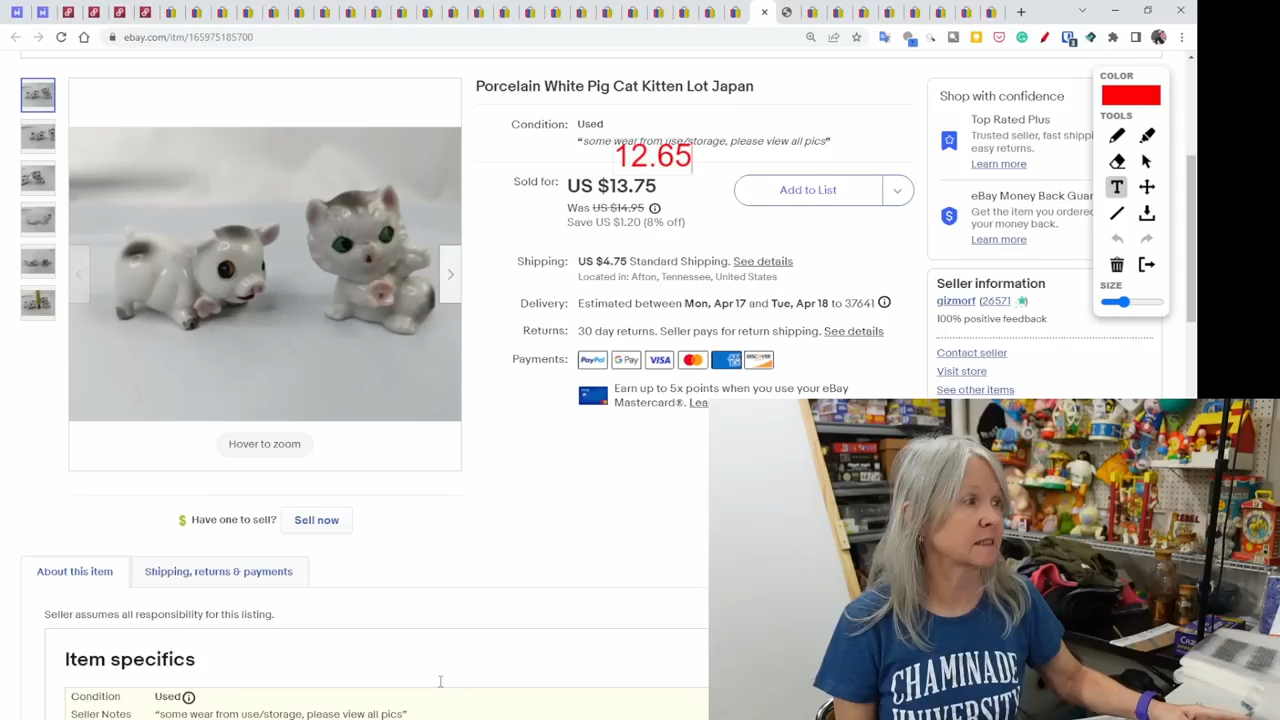 ebay.com/itm/165975185700
COLOR
TOOLS
T
SIZE
Porcelain White Pig Cat Kitten Lot Japan
Condition: Used
“some wear from use/storage, please view all pics”
12.65
Sold for: US $13.75
Add to List
Was US $14.95
Save US $1.20 (8% off)
Shipping: US $4.75 Standard Shipping. See details
Located in: Afton, Tennessee, United States
Delivery: Estimated between Mon, Apr 17 and Tue, Apr 18 to 37641
Returns: 30 day returns. Seller pays for return shipping. See details
Payments: PayPal G Pay VISA DISCOVER
Earn up to 5x points when you use your eBay
Mastercard®. Lea
Shop with confidence
Top Rated Plus
Trusted seller, fast shippi
easy returns.
Learn more
eBay Money Back Guar
Get the item you ordered
your money back.
Learn more
Seller information
gizmorf (26571
100% positive feedback
Contact seller
Visit store
See other items
Hover to zoom
Have one to sell? Sell now
About this item
Shipping, returns & payments
Seller assumes all responsibility for this listing.
Item specifics
Condition Used
Seller Notes “some wear from use/storage, please view all pics”
CHAMINADE
UNIVERSITY